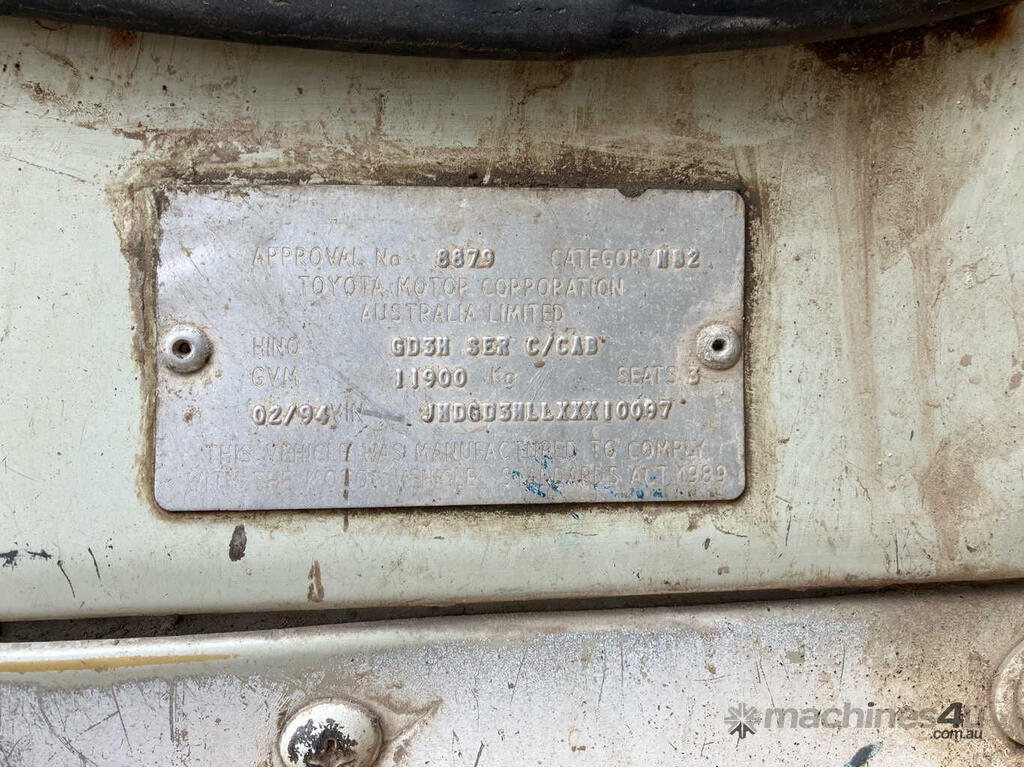 APPROVAL No 8879 CATEGORY NB2
TOYOTA MOTOR CORPORATION
AUSTRALIA LIMITED
HINO GD3H SER C/CAB
GVM 11900 Kg SEATS 3
02/94 VIN JHDGD3HLLXXX10097
THIS VEHICLE WAS MANUFACTURED TO COMPLY
WITH THE MOTOR VEHICLE STANDARDS ACT 1989
machines4u
.com.au